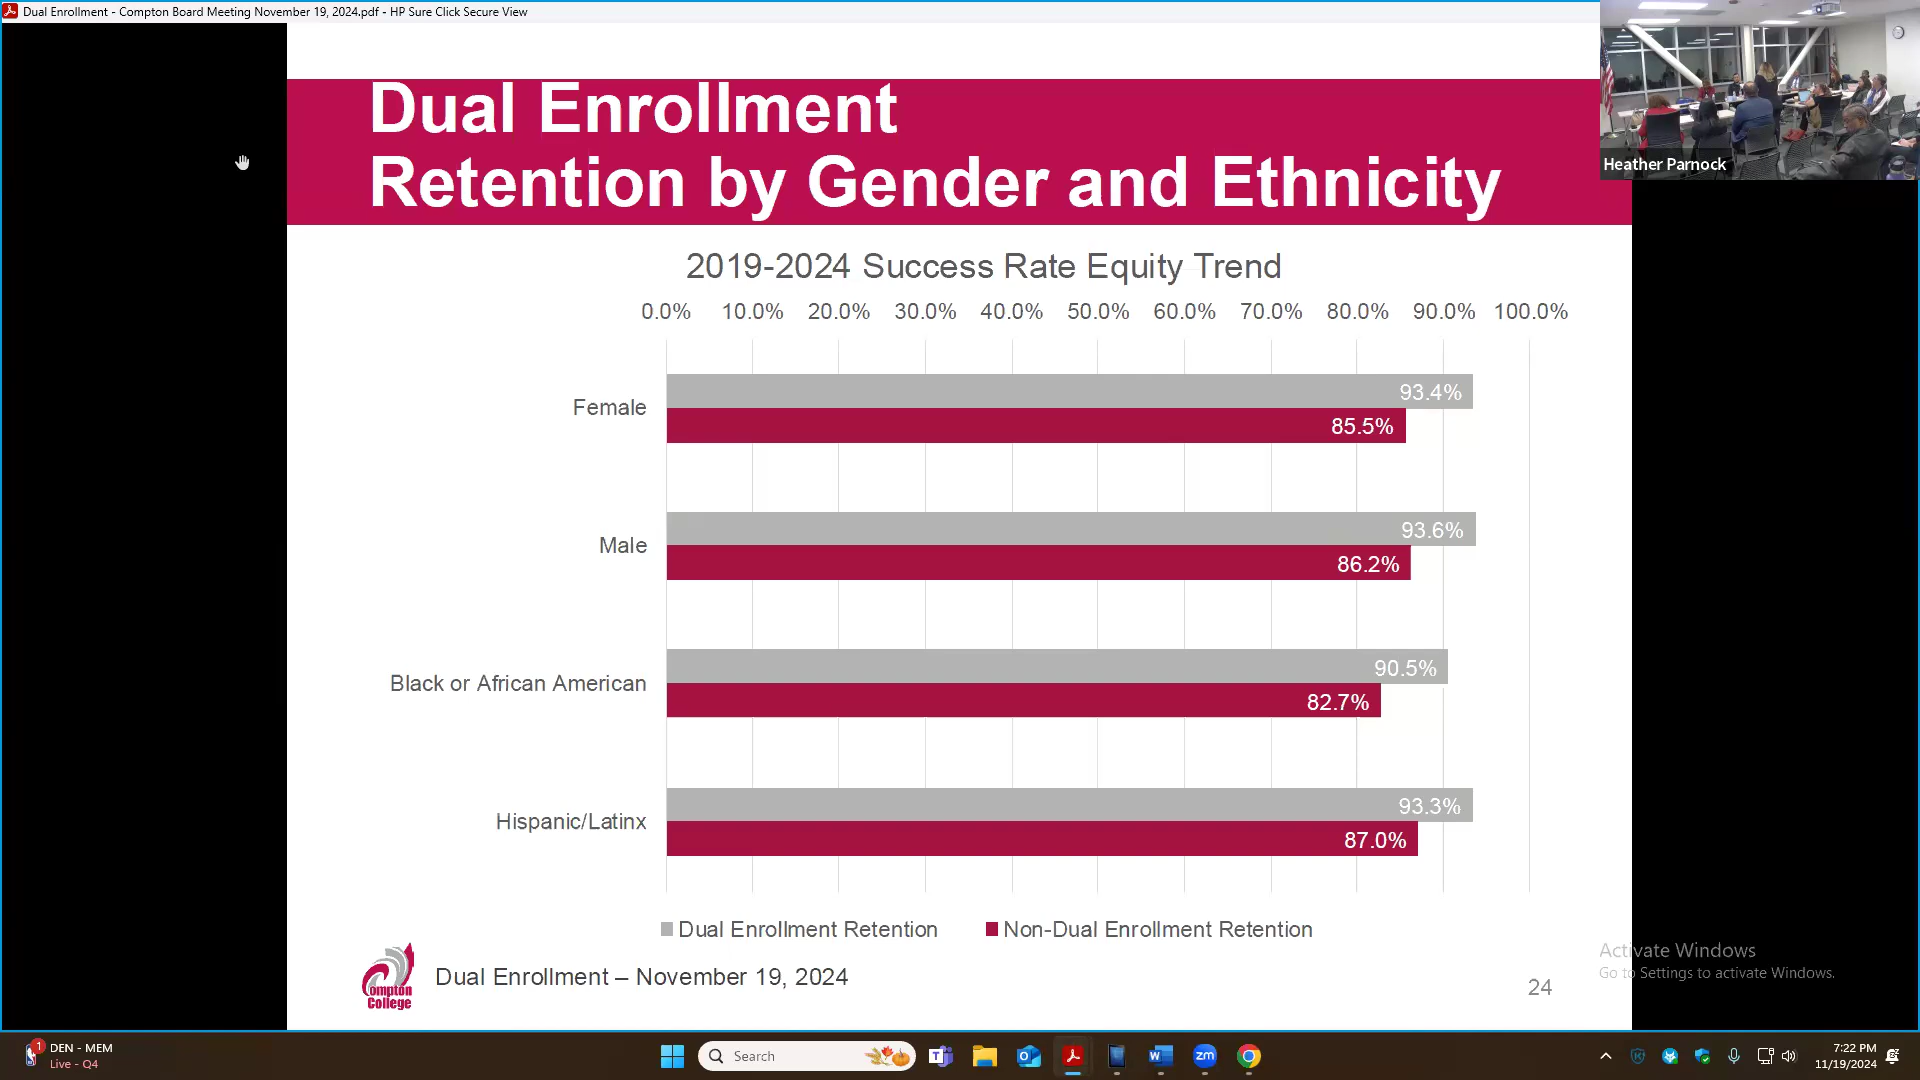 Dual Enrollment - Compton Board Meeting November 19, 2024.pdf - HP Sure Click Secure View
Heather Parnock
Dual Enrollment
Retention by Gender and Ethnicity
2019-2024 Success Rate Equity Trend
0.0% 10.0% 20.0% 30.0% 40.0% 50.0% 60.0% 70.0% 80.0% 90.0% 100.0%
Female
93.4%
85.5%
Male
93.6%
86.2%
Black or African American
90.5%
82.7%
Hispanic/Latinx
93.3%
87.0%
Dual Enrollment Retention
Non-Dual Enrollment Retention
Compton
College
Dual Enrollment – November 19, 2024
24
Activate Windows
Go to Settings to activate Windows.
1
DEN - MEM
Live - Q4
Search
zm
7:22 PM
11/19/2024